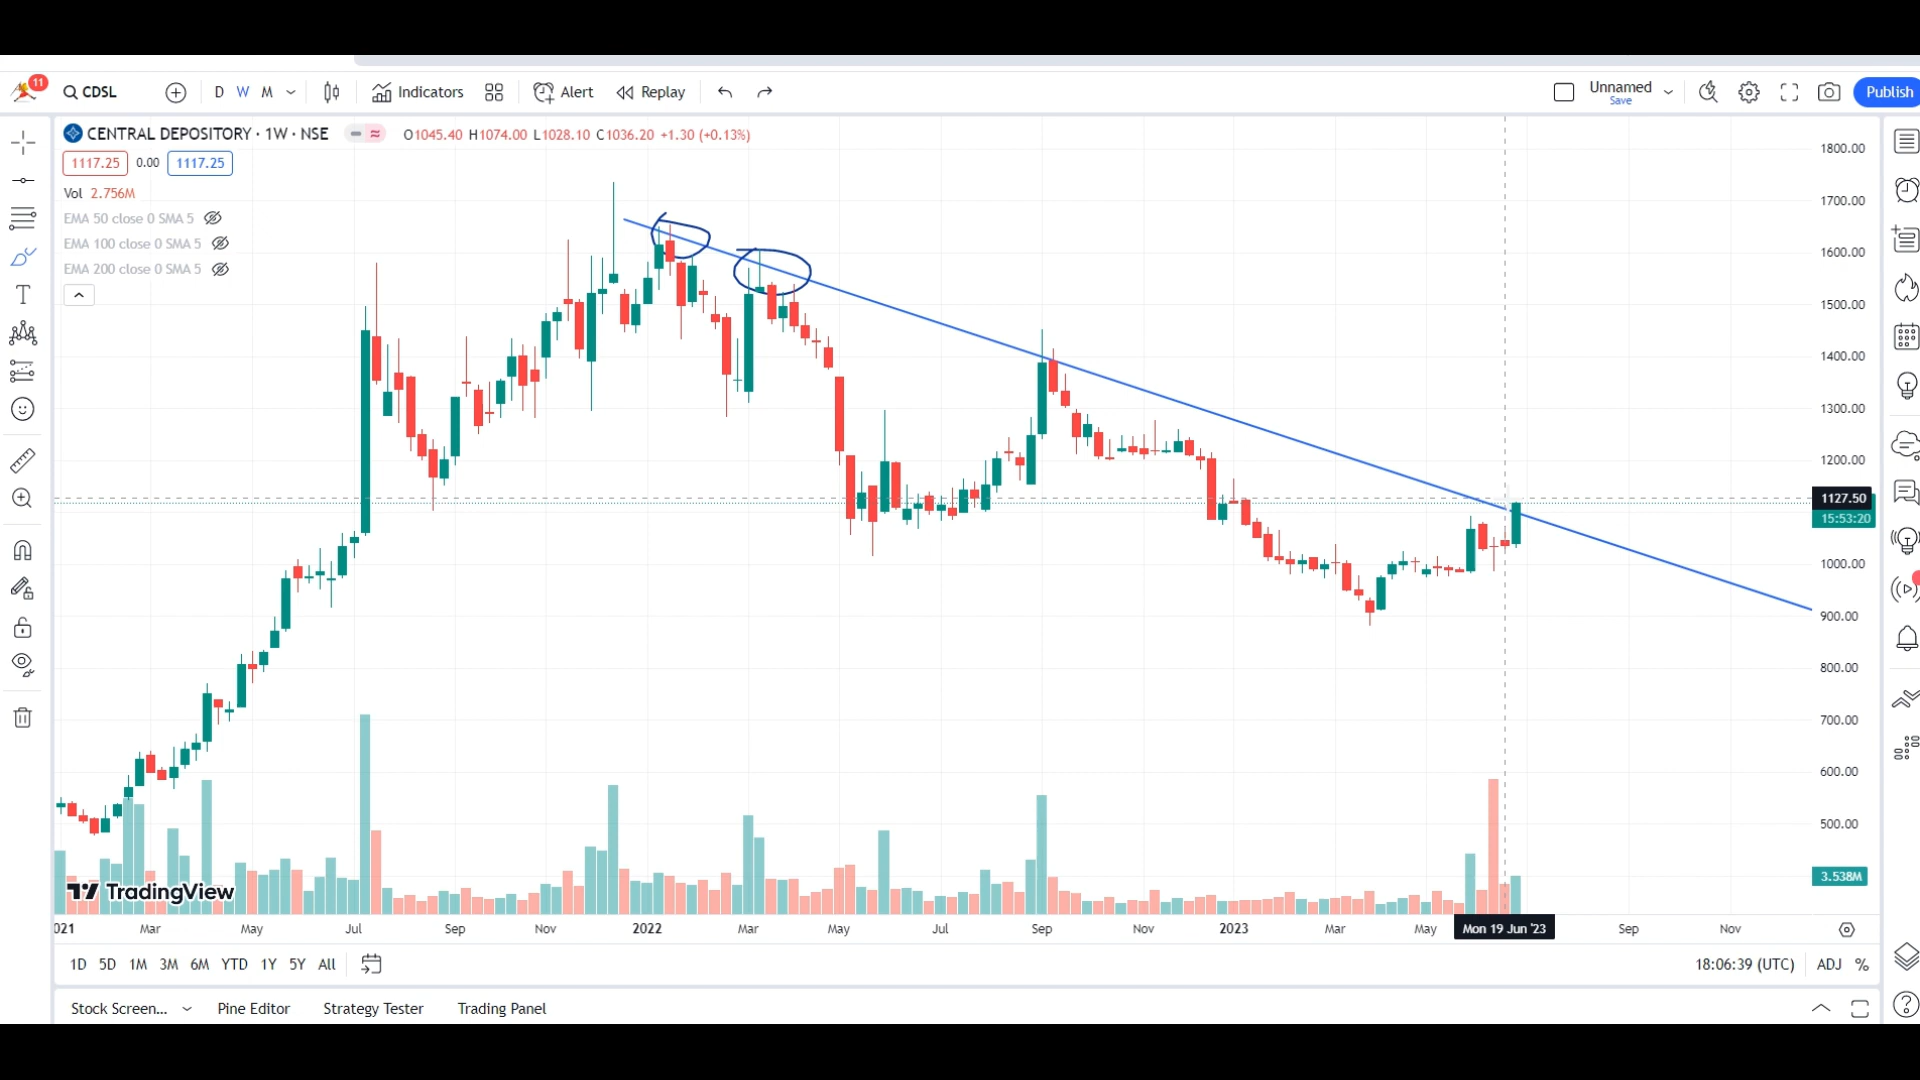 11
CDSL
D W M
Indicators
Alert
Replay
Unnamed
Save
Publish
CENTRAL DEPOSITORY · 1W · NSE
O1045.40 H1074.00 L1028.10 C1036.20 +1.30 (+0.13%)
1117.25 0.00 1117.25
Vol 2.756M
EMA 50 close 0 SMA 5
EMA 100 close 0 SMA 5
EMA 200 close 0 SMA 5
1800.00
1700.00
1600.00
1500.00
1400.00
1300.00
1200.00
1127.50
15:53:20
1000.00
900.00
800.00
700.00
600.00
500.00
3.538M
TradingView
021 Mar May Jul Sep Nov 2022 Mar May Jul Sep Nov 2023 Mar May Mon 19 Jun '23 Sep Nov
1D 5D 1M 3M 6M YTD 1Y 5Y All
18:06:39 (UTC) ADJ %
Stock Screen... Pine Editor Strategy Tester Trading Panel